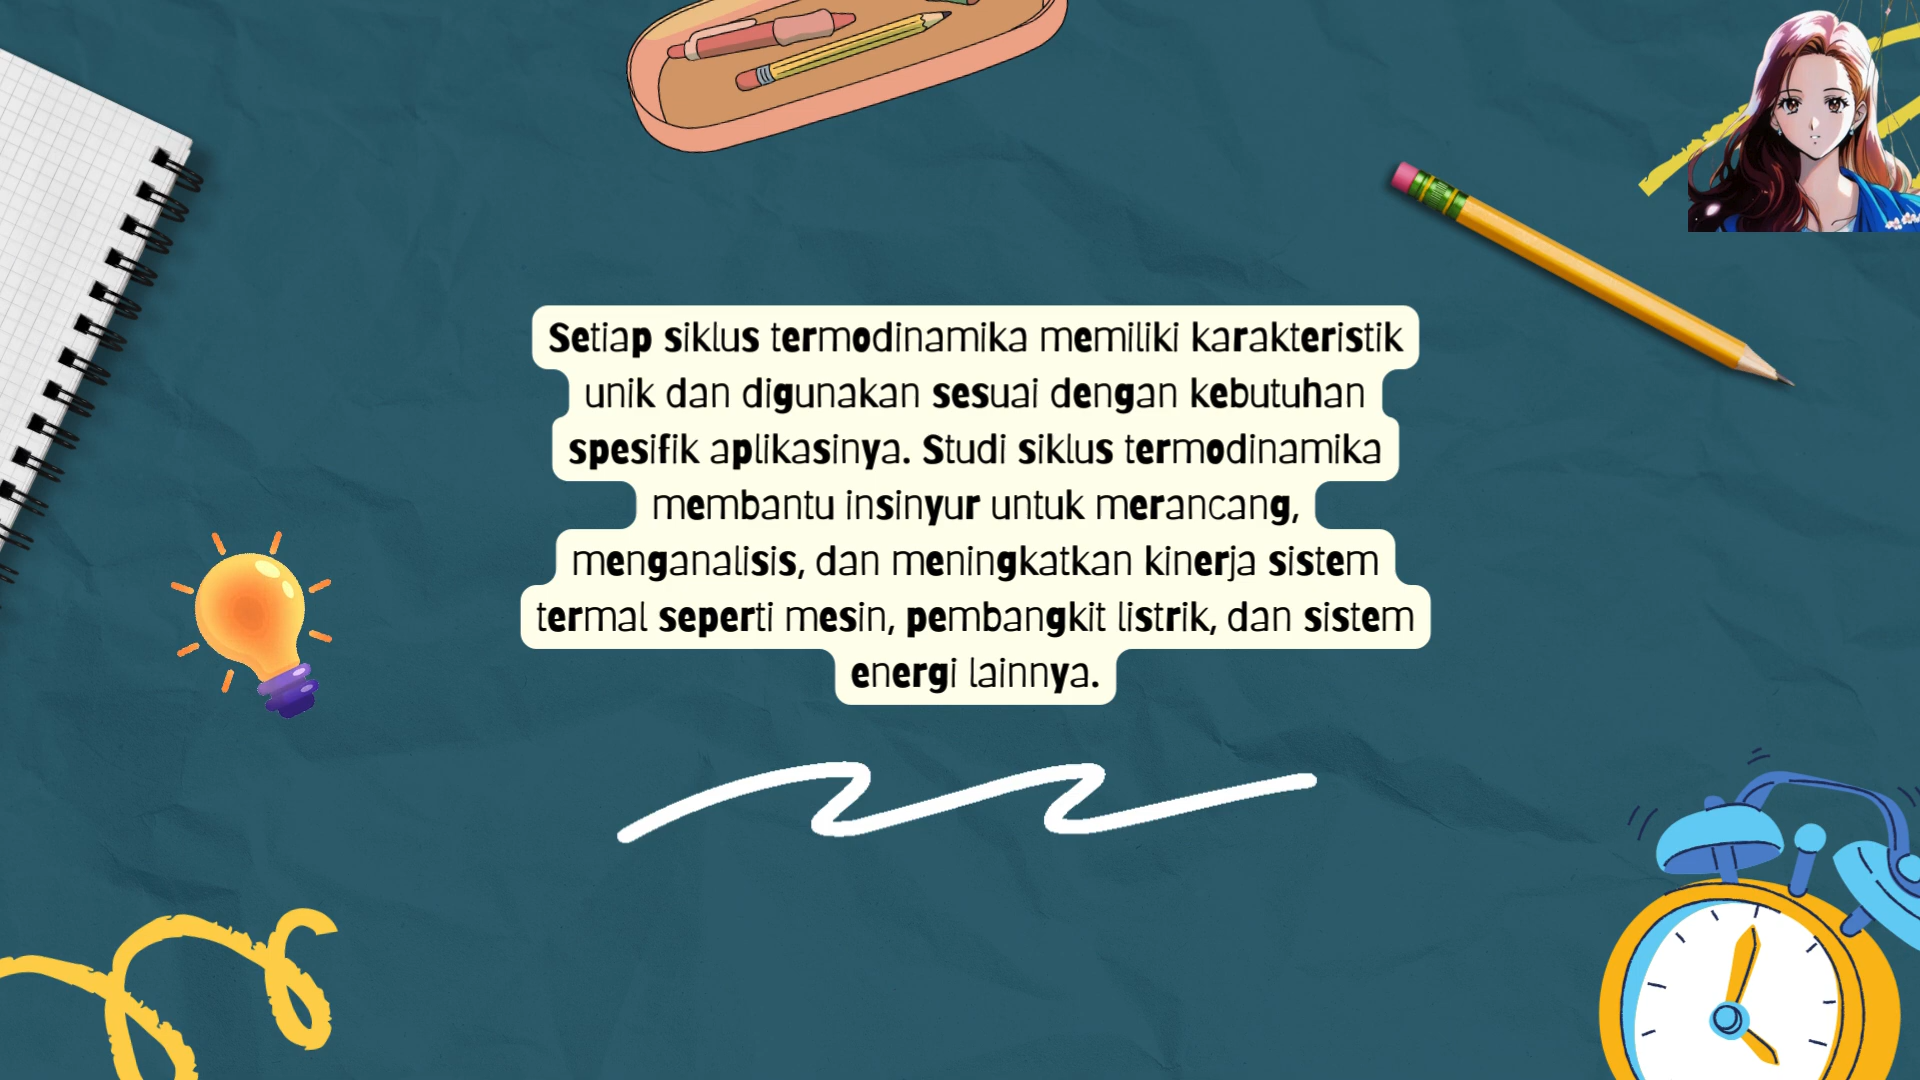 Setiap siklus termodinamika memiliki karakteristik
unik dan digunakan sesuai dengan kebutuhan
spesifik aplikasinya. Studi siklus termodinamika
membantu insinyur untuk merancang,
menganalisis, dan meningkatkan kinerja sistem
termal seperti mesin, pembangkit listrik, dan sistem
energi lainnya.